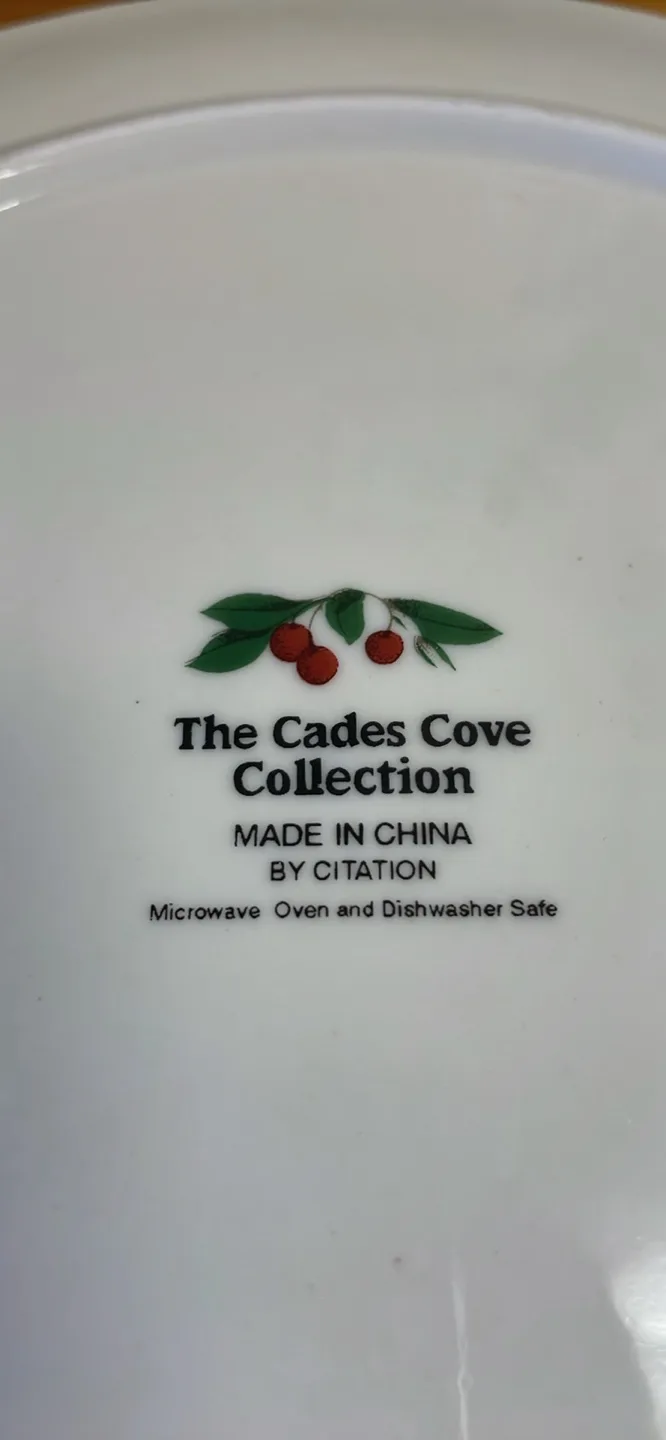 The Cades Cove
Collection
MADE IN CHINA
BY CITATION
Microwave Oven and Dishwasher Safe